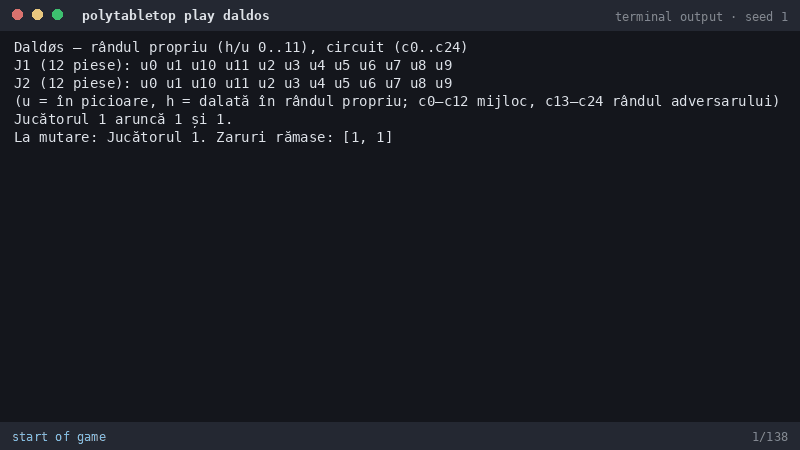 polytabletop play daldos
terminal output · seed 1
Daldøs — rândul propriu (h/u 0..11), circuit (c0..c24)
J1 (12 piese): u0 u1 u10 u11 u2 u3 u4 u5 u6 u7 u8 u9
J2 (12 piese): u0 u1 u10 u11 u2 u3 u4 u5 u6 u7 u8 u9
(u = în picioare, h = dalată în rândul propriu; c0–c12 mijloc, c13–c24 rândul adversarului)
Jucătorul 1 aruncă 1 și 1.
La mutare: Jucătorul 1. Zaruri rămase: [1, 1]
start of game
1/138